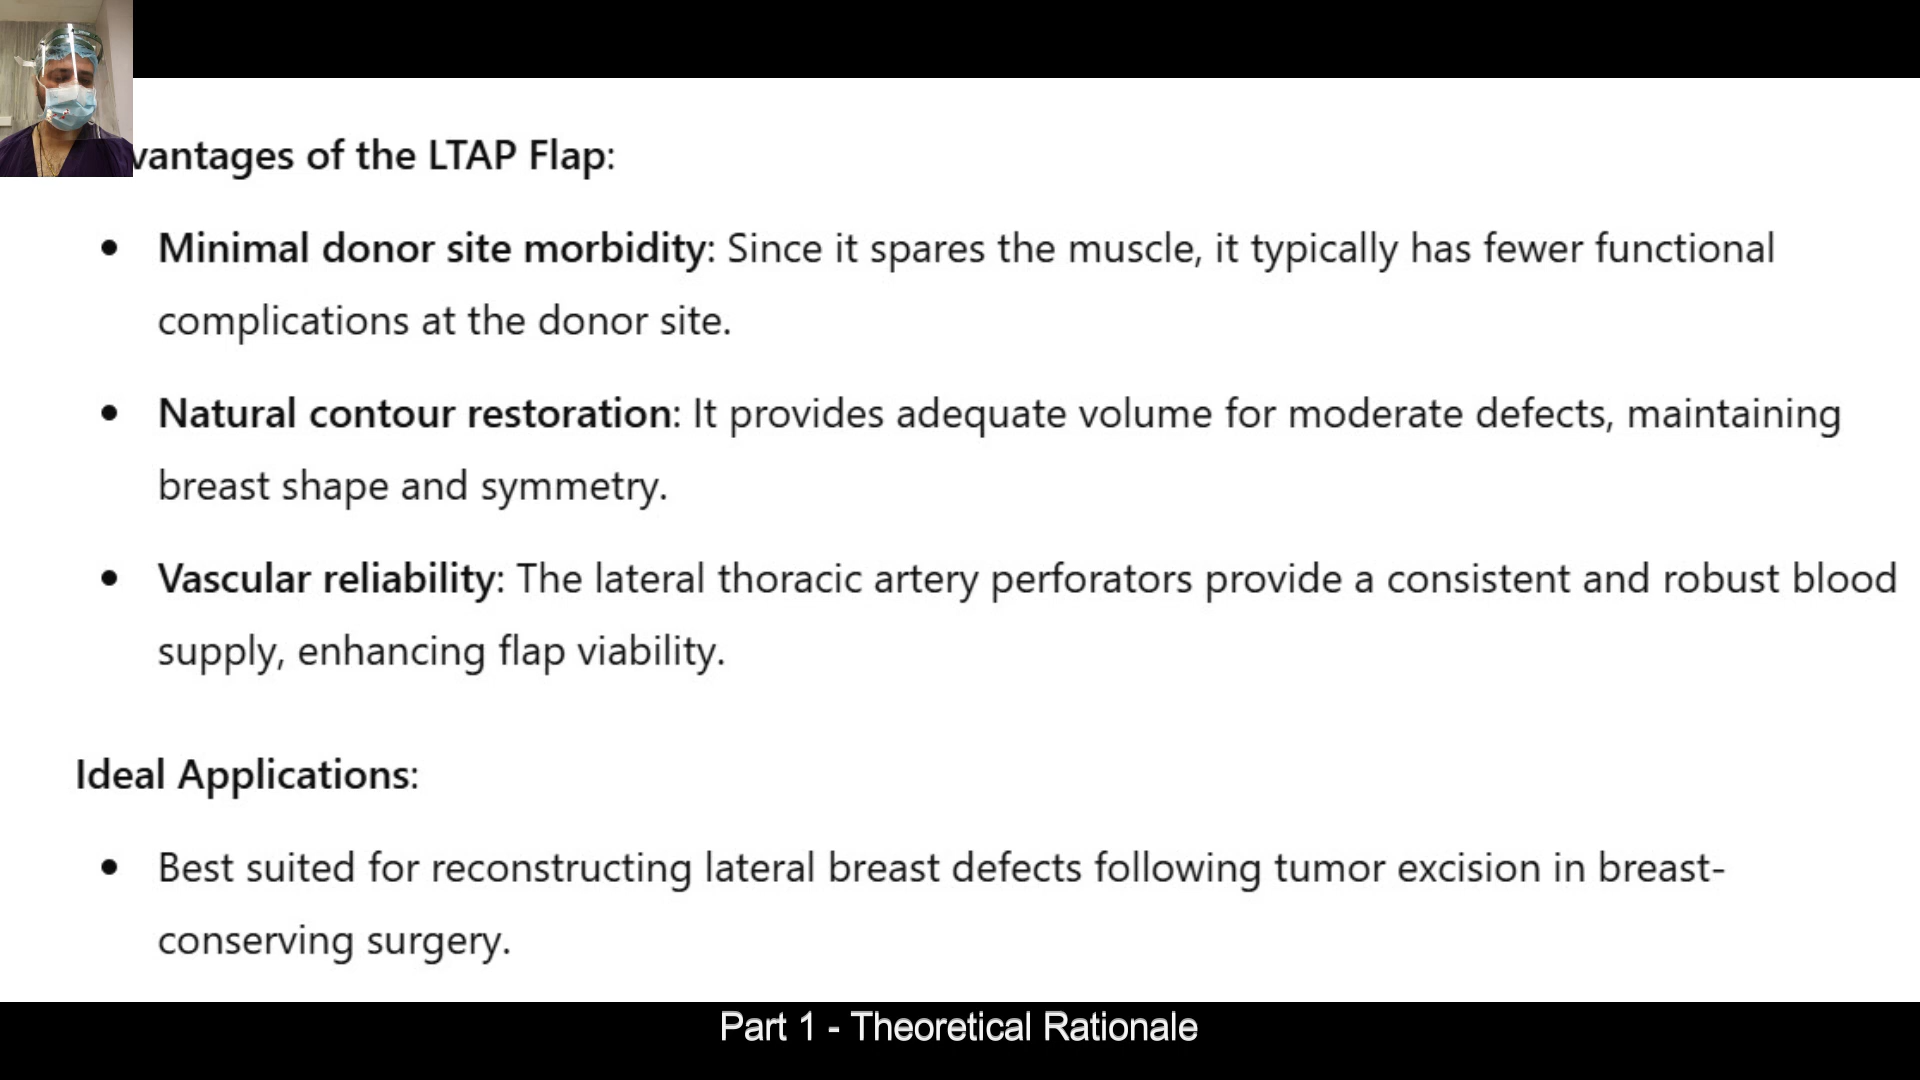 vantages of the LTAP Flap:
Minimal donor site morbidity: Since it spares the muscle, it typically has fewer functional
complications at the donor site.
Natural contour restoration: It provides adequate volume for moderate defects, maintaining
breast shape and symmetry.
Vascular reliability: The lateral thoracic artery perforators provide a consistent and robust blood
supply, enhancing flap viability.
Ideal Applications:
Best suited for reconstructing lateral breast defects following tumor excision in breast-
conserving surgery.
Part 1 - Theoretical Rationale